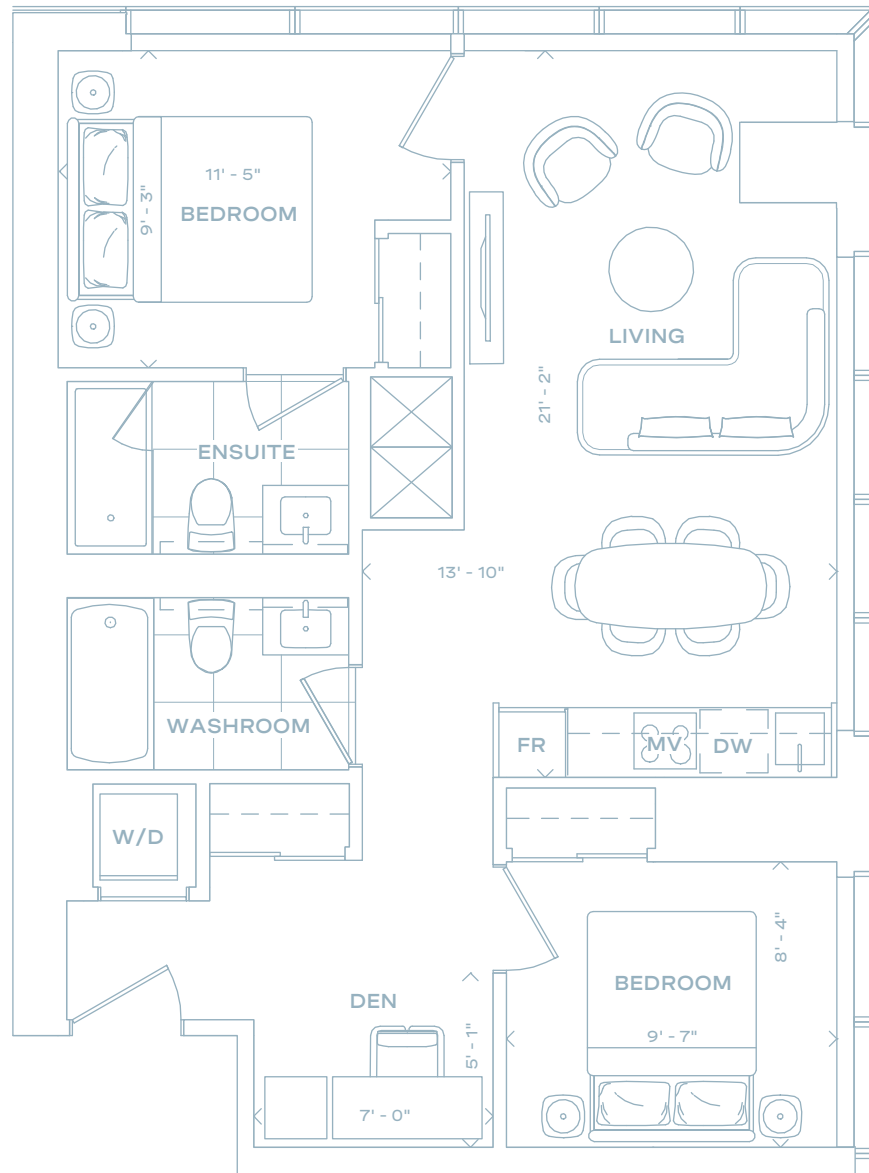 11' - 5"
9' - 3"
BEDROOM
LIVING
21' - 2"
ENSUITE
13' - 10"
WASHROOM
FR
MV
DW
W/D
8' - 4"
BEDROOM
DEN
9' - 7"
5' - 1"
7' - 0"